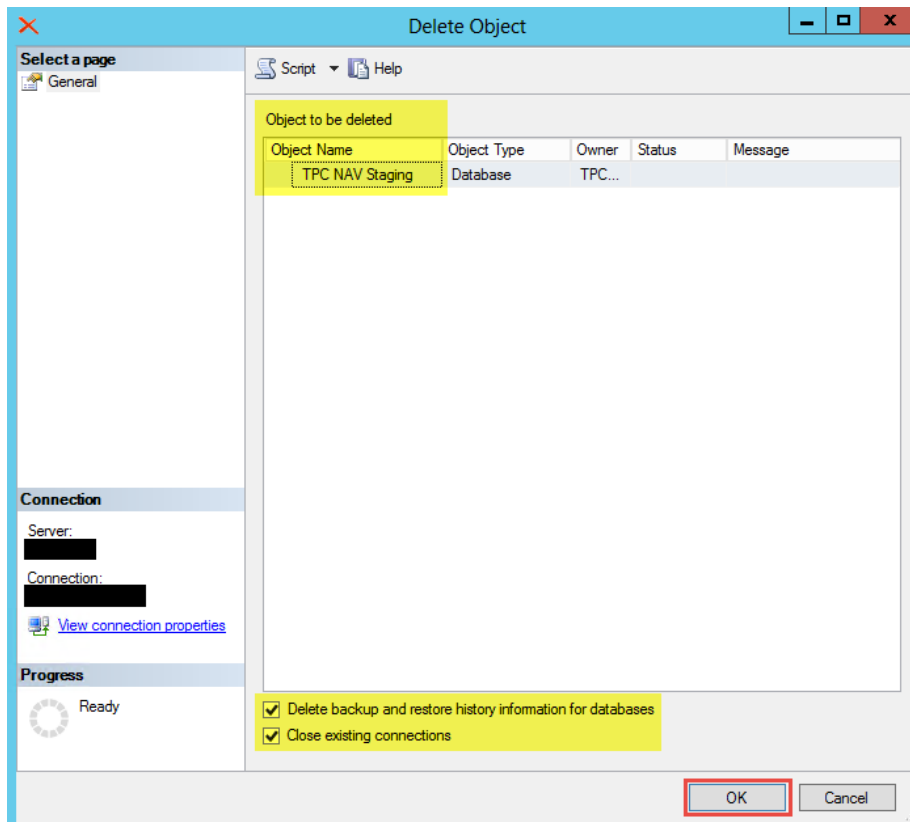 Delete Object
Select a page
General
Script Help
Object to be deleted
Object Name Object Type Owner Status Message
TPC NAV Staging Database TPC...
Connection
Server:
Connection:
View connection properties
Progress
Ready
Delete backup and restore history information for databases
Close existing connections
OK Cancel